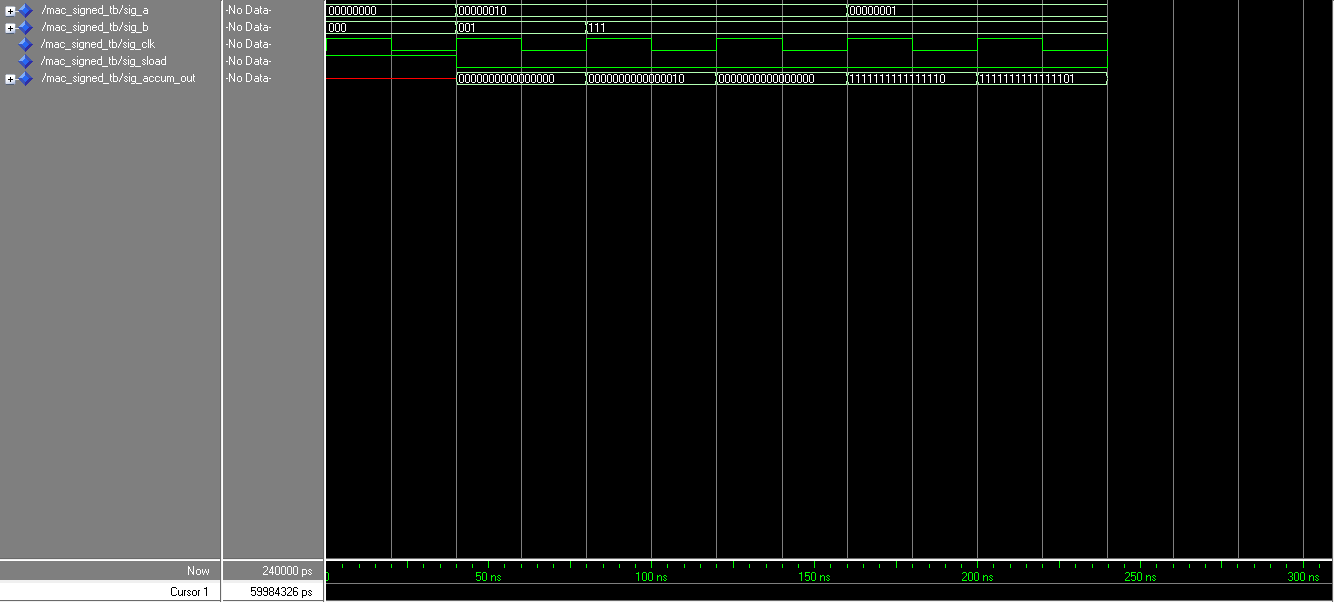 /mac_signed_tb/sig_a -No Data- 00000000 00000010 00000001
/mac_signed_tb/sig_b -No Data- 000 001 111
/mac_signed_tb/sig_clk -No Data-
/mac_signed_tb/sig_sload -No Data-
/mac_signed_tb/sig_accum_out -No Data- 0000000000000000 0000000000000010 0000000000000000 1111111111111110 1111111111111101
Now 240000 ps 0 50 ns 100 ns 150 ns 200 ns 250 ns 300 ns
Cursor 1 59984326 ps